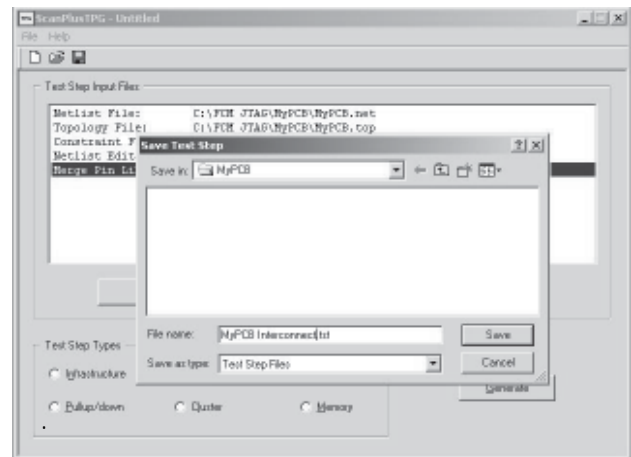 ScanPlusTPG - Untitled
File Help
Test Step Input Files
Netlist File: C:\FCM JTAG\MyPCB\MyPCB.net
Topology File: C:\FCM JTAG\MyPCB\MyPCB.top
Constraint F
Netlist Edit
Merge Pin Li
Save Test Step
Save in: MyPCB
File name: MyPCB Interconnect.tst
Save
Save as type: Test Step Files
Cancel
Test Step Types
Infrastructure
Generate
Pullup/down Cluster Memory